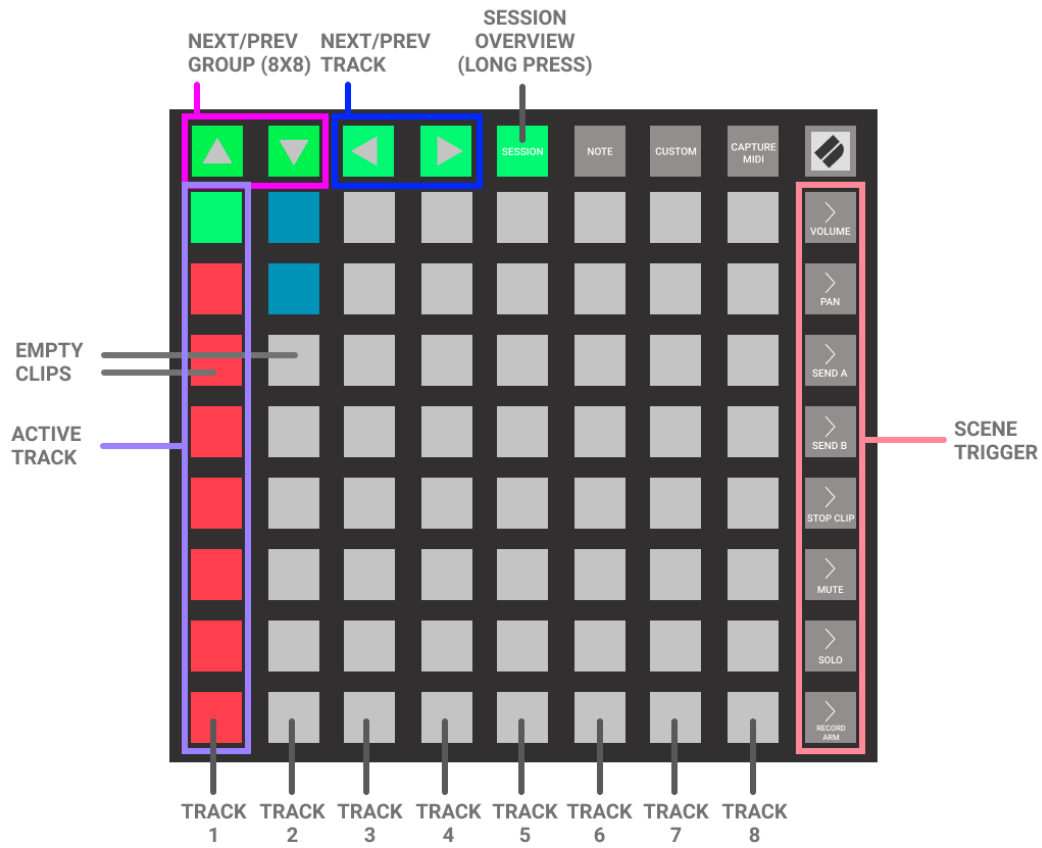 SESSION
OVERVIEW
(LONG PRESS)
NEXT/PREV
GROUP (8X8)
NEXT/PREV
TRACK
SESSION
NOTE
CUSTOM
CAPTURE
MIDI
VOLUME
PAN
SEND A
SEND B
STOP CLIP
MUTE
SOLO
RECORD
ARM
EMPTY
CLIPS
ACTIVE
TRACK
SCENE
TRIGGER
TRACK
1
TRACK
2
TRACK
3
TRACK
4
TRACK
5
TRACK
6
TRACK
7
TRACK
8